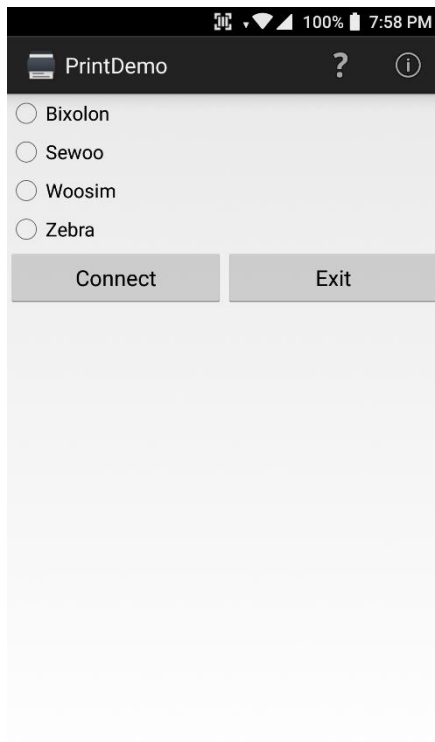 100% 7:58 PM
PrintDemo ? i
Bixolon
Sewoo
Woosim
Zebra
Connect Exit